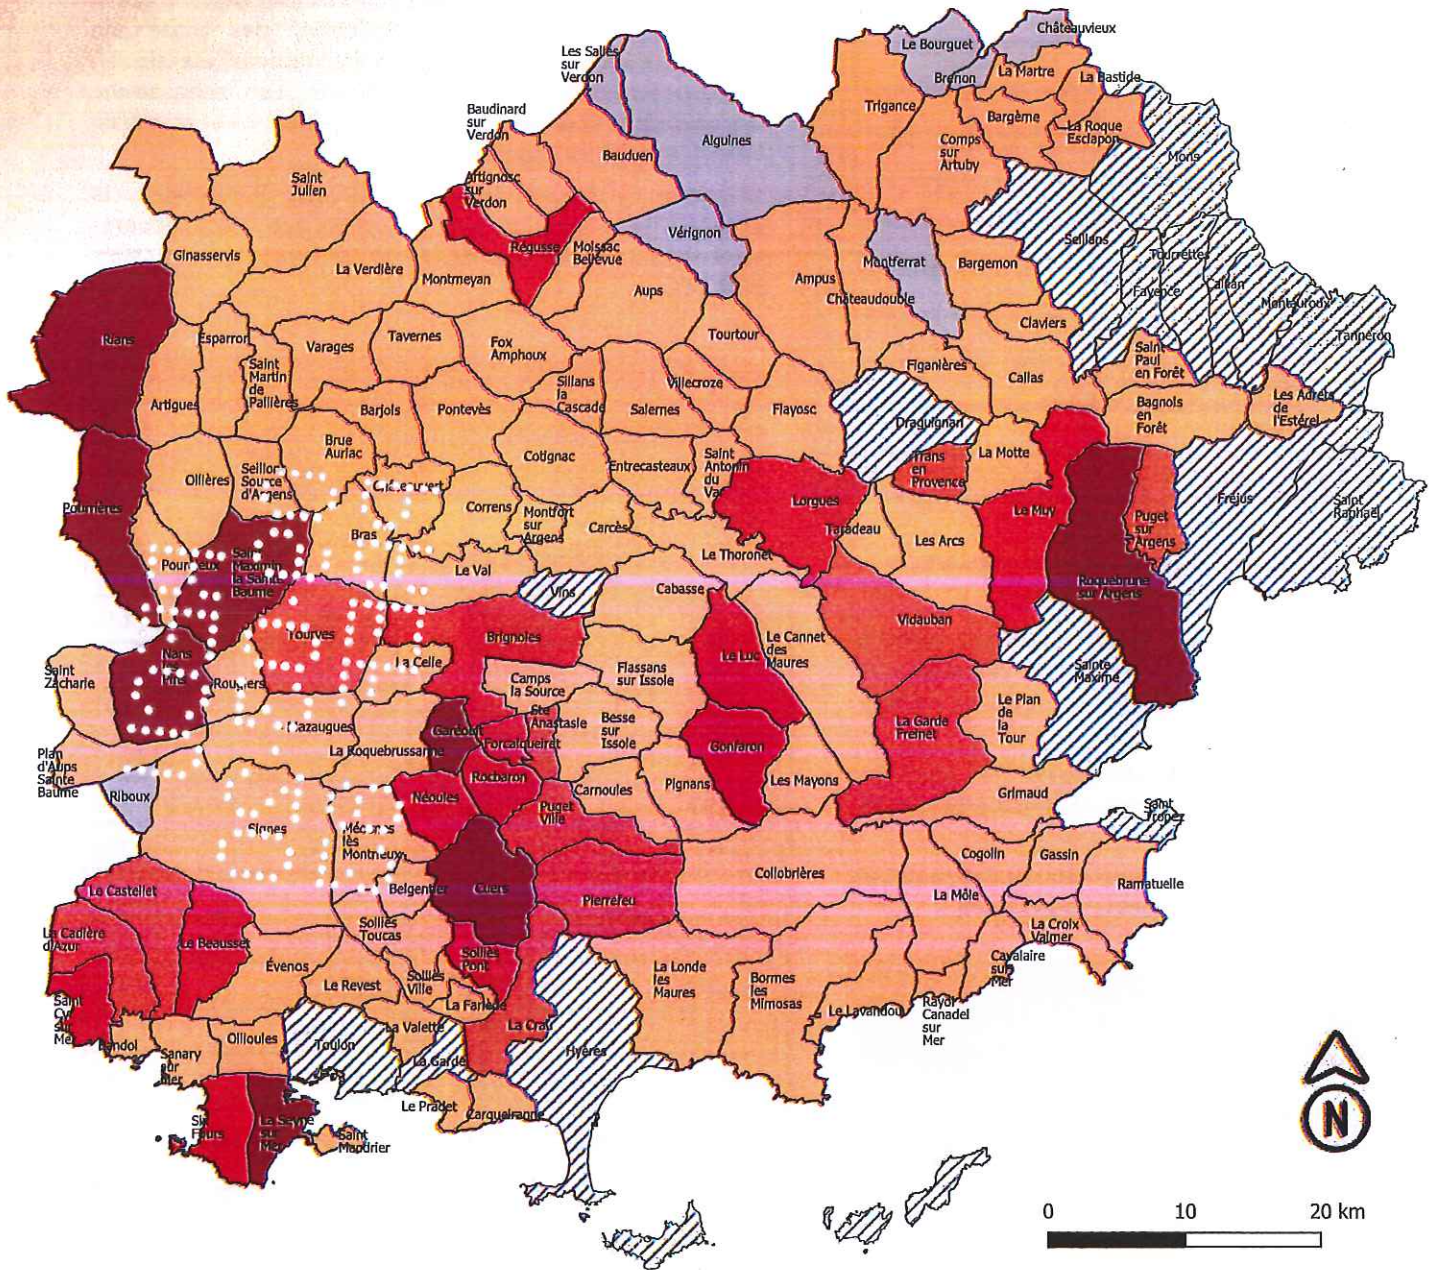 Châteauvieux
Le Bourguet
Les Salles
sur
Verdon
Brenon
La Martre
La Bastide
Baudinard
sur
Verdon
Trigance
Bargème
La Roque
Esclapon
Aiguines
Comps
sur
Artuby
Bauduen
Mons
Saint
Julien
Artignosc
sur
Verdon
Vérignon
Seillans
Régusse
Moissac
Bellevue
Ginasservis
La Verdière
Montmeyan
Tourrettes
Montferrat
Bargemon
Ampus
Châteaudouble
Aups
Fayence
Callian
Montauroux
Tanneron
Claviers
Rians
Esparron
Varages
Tavernes
Fox
Amphoux
Tourtour
Saint
Martin
de
Pallières
Saint
Paul
en Forêt
Figanières
Callas
Sillans
la
Cascade
Villecroze
Les Adrets
de
l'Estérel
Artigues
Barjols
Pontevès
Salernes
Flayosc
Bagnols
en
Forêt
Draguignan
Brue
Auriac
Cotignac
Entrecasteaux
Saint
Antonin
du
Var
Trans
en
Provence
La Motte
Ollières
Seillons
Source
d'Argens
Châteauvert
Lorgues
Le Muy
Fréjus
Saint
Raphaël
Pourrières
Correns
Montfort
sur
Argens
Carcès
Taradeau
Puget
sur
Argens
Bras
Les Arcs
Pourcieux
Saint
Maximin
la Sainte
Baume
Le Val
Le Thoronet
Vins
Cabasse
Roquebrune
sur Argens
Tourves
Brignoles
Vidauban
Nans
les
Pins
La Celle
Le Luc
Le Cannet
des
Maures
Sainte
Maxime
Saint
Zacharie
Rougiers
Flassans
sur Issole
Camps
la Source
Le Plan
de
la
Tour
Mazaugues
Garéoult
Ste
Anastasie
Besse
sur
Issole
La Garde
Freinet
Plan
d'Aups
Sainte
Baume
La Roquebrussanne
Forcalqueiret
Gonfaron
Riboux
Néoules
Rocbaron
Carnoules
Pignans
Les Mayons
Grimaud
Puget
Ville
Saint
Tropez
Signes
Méounes
lès
Montrieux
Cogolin
Gassin
Le Castellet
Belgentier
Cuers
Pierrefeu
Collobrières
La Môle
Ramatuelle
La Cadière
d'Azur
Le Beausset
Solliès
Toucas
La Croix
Valmer
Solliès
Pont
Évenos
Le Revest
Solliès
Ville
La Londe
les
Maures
Bormes
les
Mimosas
Cavalaire
sur
Mer
Saint
Cyr
sur
Mer
La Farlède
Le Lavandou
Rayol
Canadel
sur
Mer
Bandol
Sanary
sur
Mer
Ollioules
Toulon
La Valette
La Garde
La Crau
Hyères
Le Pradet
Carqueiranne
Six
Fours
La Seyne
sur
Mer
Saint
Mandrier
N
0 10 20 km